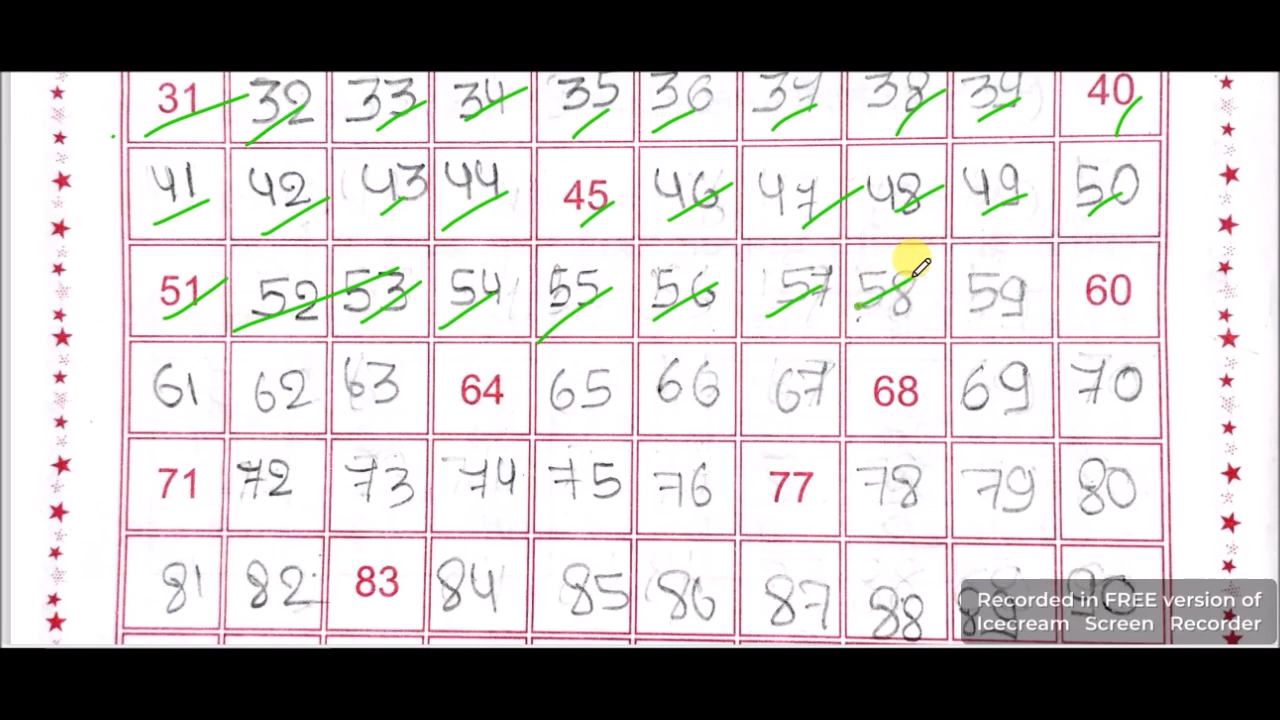 31 32 33 34 35 36 37 38 39 40
41 42 43 44 45 46 47 48 49 50
51 52 53 54 55 56 57 58 59 60
61 62 63 64 65 66 67 68 69 70
71 72 73 74 75 76 77 78 79 80
81 82 83 84 85 86 87 88 89 90
Recorded in FREE version of
Icecream Screen Recorder